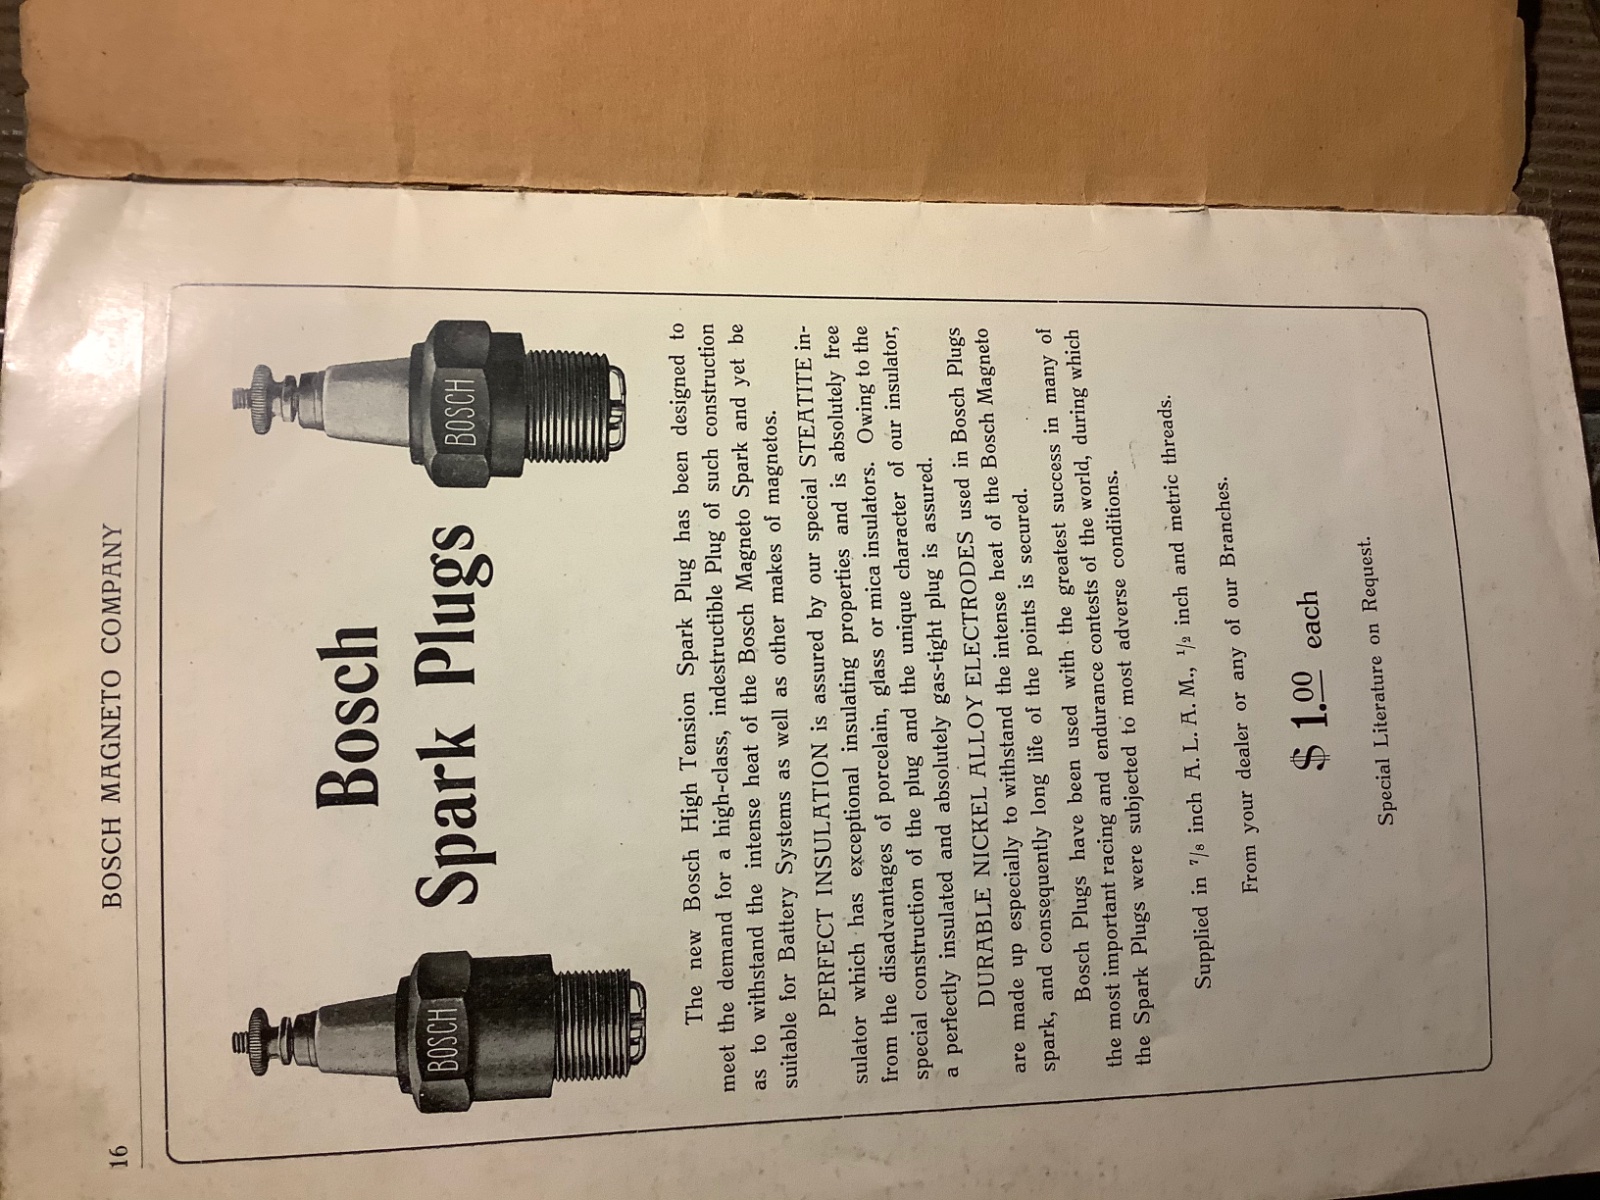 16
BOSCH MAGNETO COMPANY
Bosch
Spark Plugs
BOSCH
BOSCH
The new Bosch High Tension Spark Plug has been designed to
meet the demand for a high-class, indestructible Plug of such construction
as to withstand the intense heat of the Bosch Magneto Spark and yet be
suitable for Battery Systems as well as other makes of magnetos.
PERFECT INSULATION is assured by our special STEATITE in-
sulator which has exceptional insulating properties and is absolutely free
from the disadvantages of porcelain, glass or mica insulators. Owing to the
special construction of the plug and the unique character of our insulator,
a perfectly insulated and absolutely gas-tight plug is assured.
DURABLE NICKEL ALLOY ELECTRODES used in Bosch Plugs
are made up especially to withstand the intense heat of the Bosch Magneto
spark, and consequently long life of the points is secured.
Bosch Plugs have been used with the greatest success in many of
the most important racing and endurance contests of the world, during which
the Spark Plugs were subjected to most adverse conditions.
Supplied in 7/8 inch A. L. A. M., 1/2 inch and metric threads.
From your dealer or any of our Branches.
$ 1.00 each
Special Literature on Request.